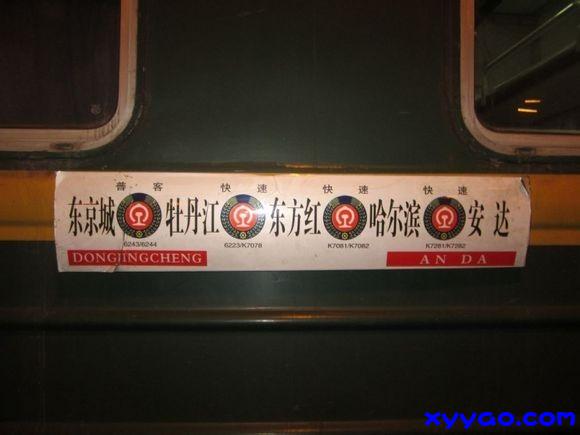 普客 快速 快速 快速
东京城 牡丹江 东方红 哈尔滨 安达
6243/6244 6223/K7078 K7081/K7082 K7281/K7282
DONGJINGCHENG AN DA
xyygo.com